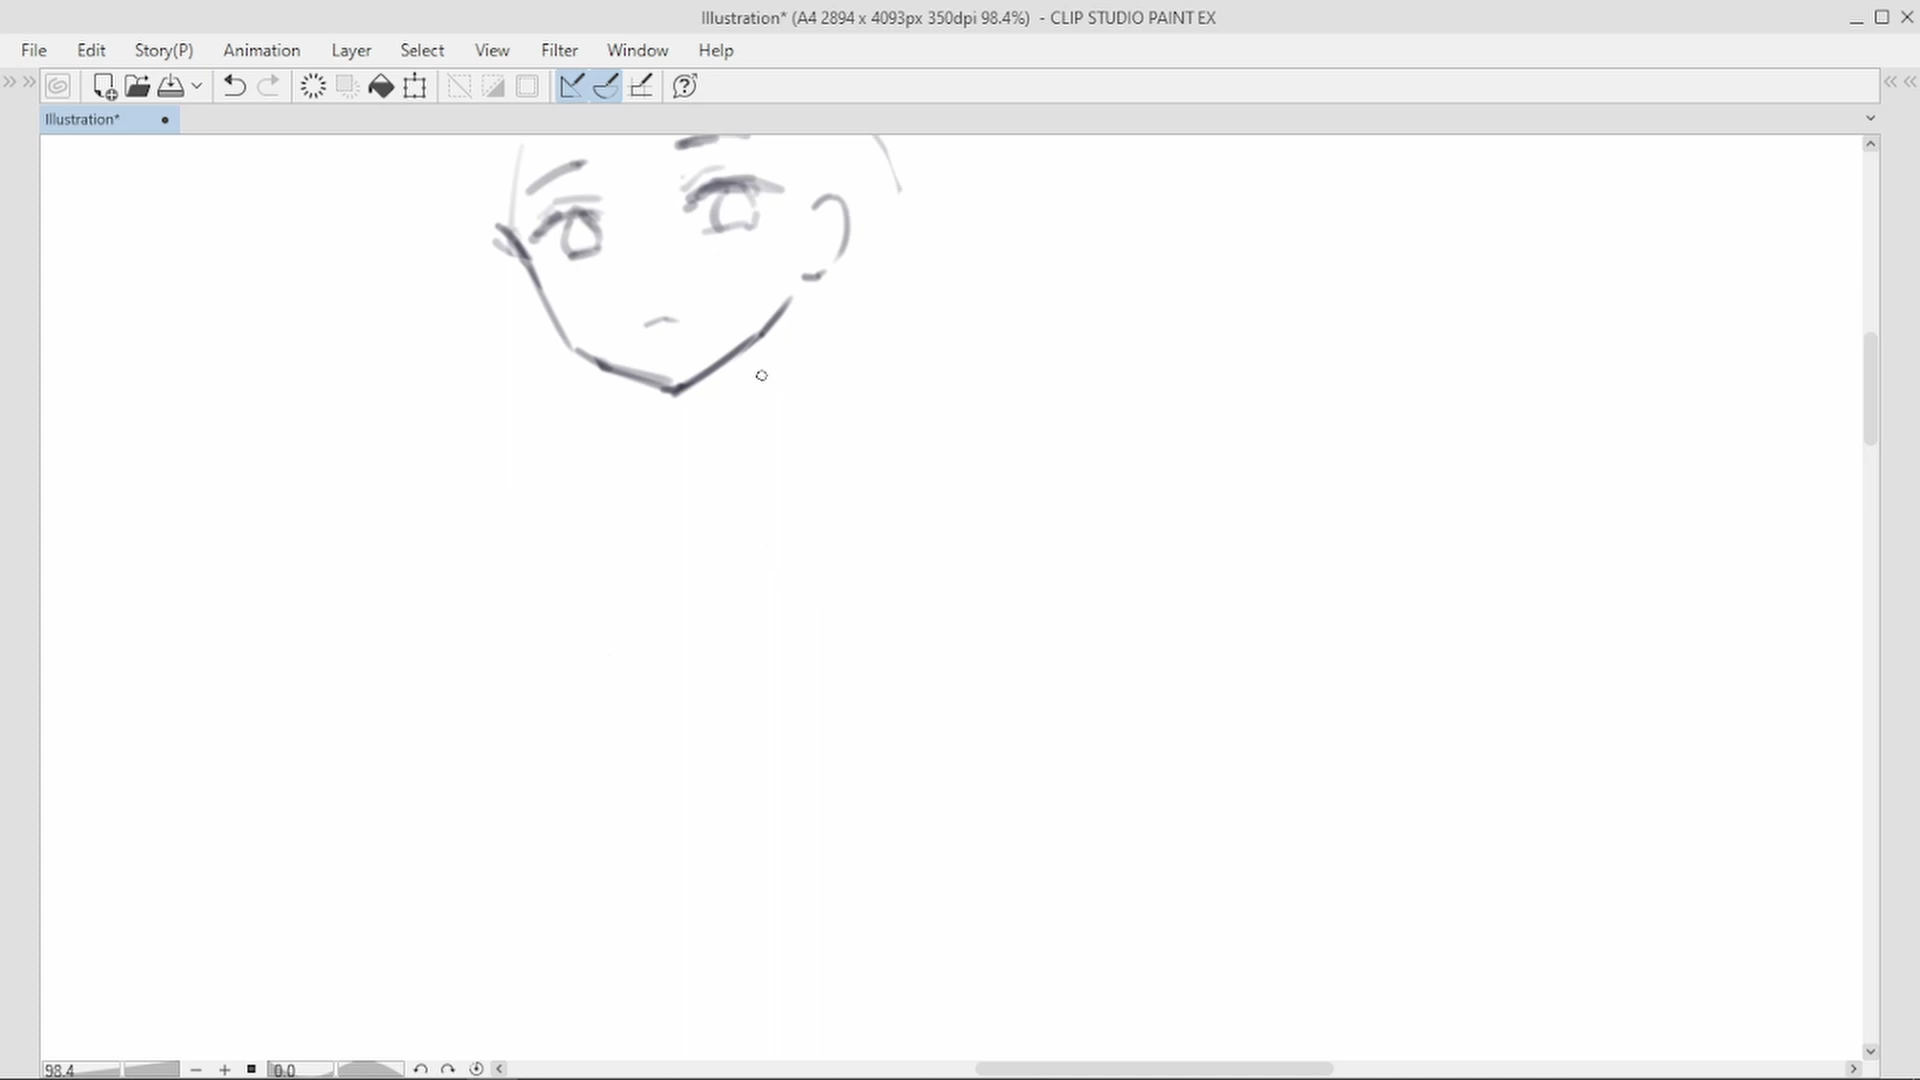 Illustration* (A4 2894 x 4093px 350dpi 98.4%) - CLIP STUDIO PAINT EX
File Edit Story(P) Animation Layer Select View Filter Window Help
Illustration*
98.4 0.0